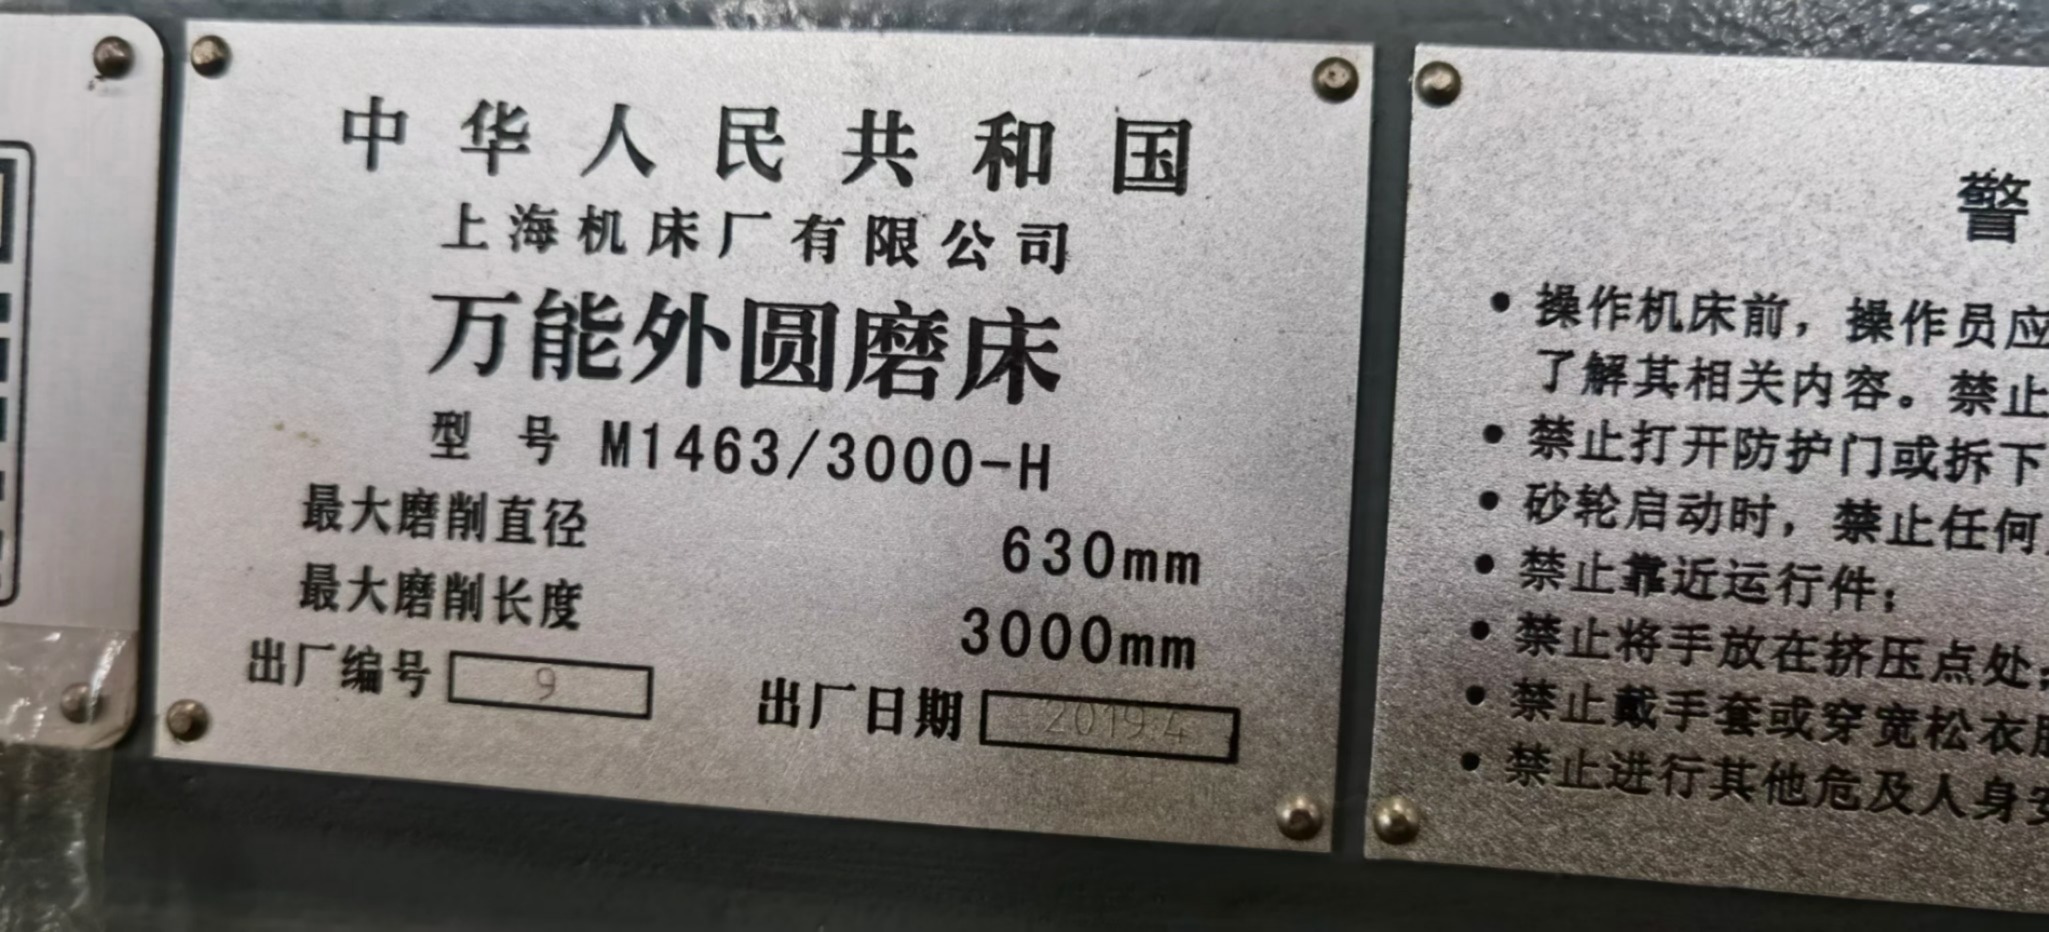 中华人民共和国
上海机床厂有限公司
万能外圆磨床
型号 M1463/3000-H
最大磨削直径 630mm
最大磨削长度 3000mm
出厂编号 9 出厂日期 2019.4
警
• 操作机床前，操作员应
了解其相关内容。禁止
• 禁止打开防护门或拆下
• 砂轮启动时，禁止任何
• 禁止靠近运行件；
• 禁止将手放在挤压点处
• 禁止戴手套或穿宽松衣服
• 禁止进行其他危及人身安